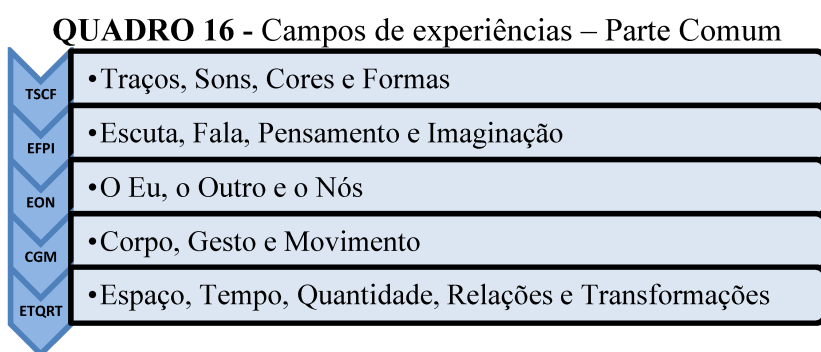 QUADRO 16 - Campos de experiências – Parte Comum
TSCF •Traços, Sons, Cores e Formas
EFPI •Escuta, Fala, Pensamento e Imaginação
EON •O Eu, o Outro e o Nós
CGM •Corpo, Gesto e Movimento
ETQRT •Espaço, Tempo, Quantidade, Relações e Transformações